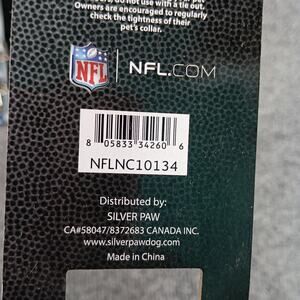 do not use with a tie out.
Owners are encouraged to regularly
check the tightness of their
pet's collar.
NFL | NFL.COM
8 05833 34260 6
NFLNC10134
Distributed by:
SILVER PAW
CA#58047/8372683 CANADA INC.
www.silverpawdog.com
Made in China